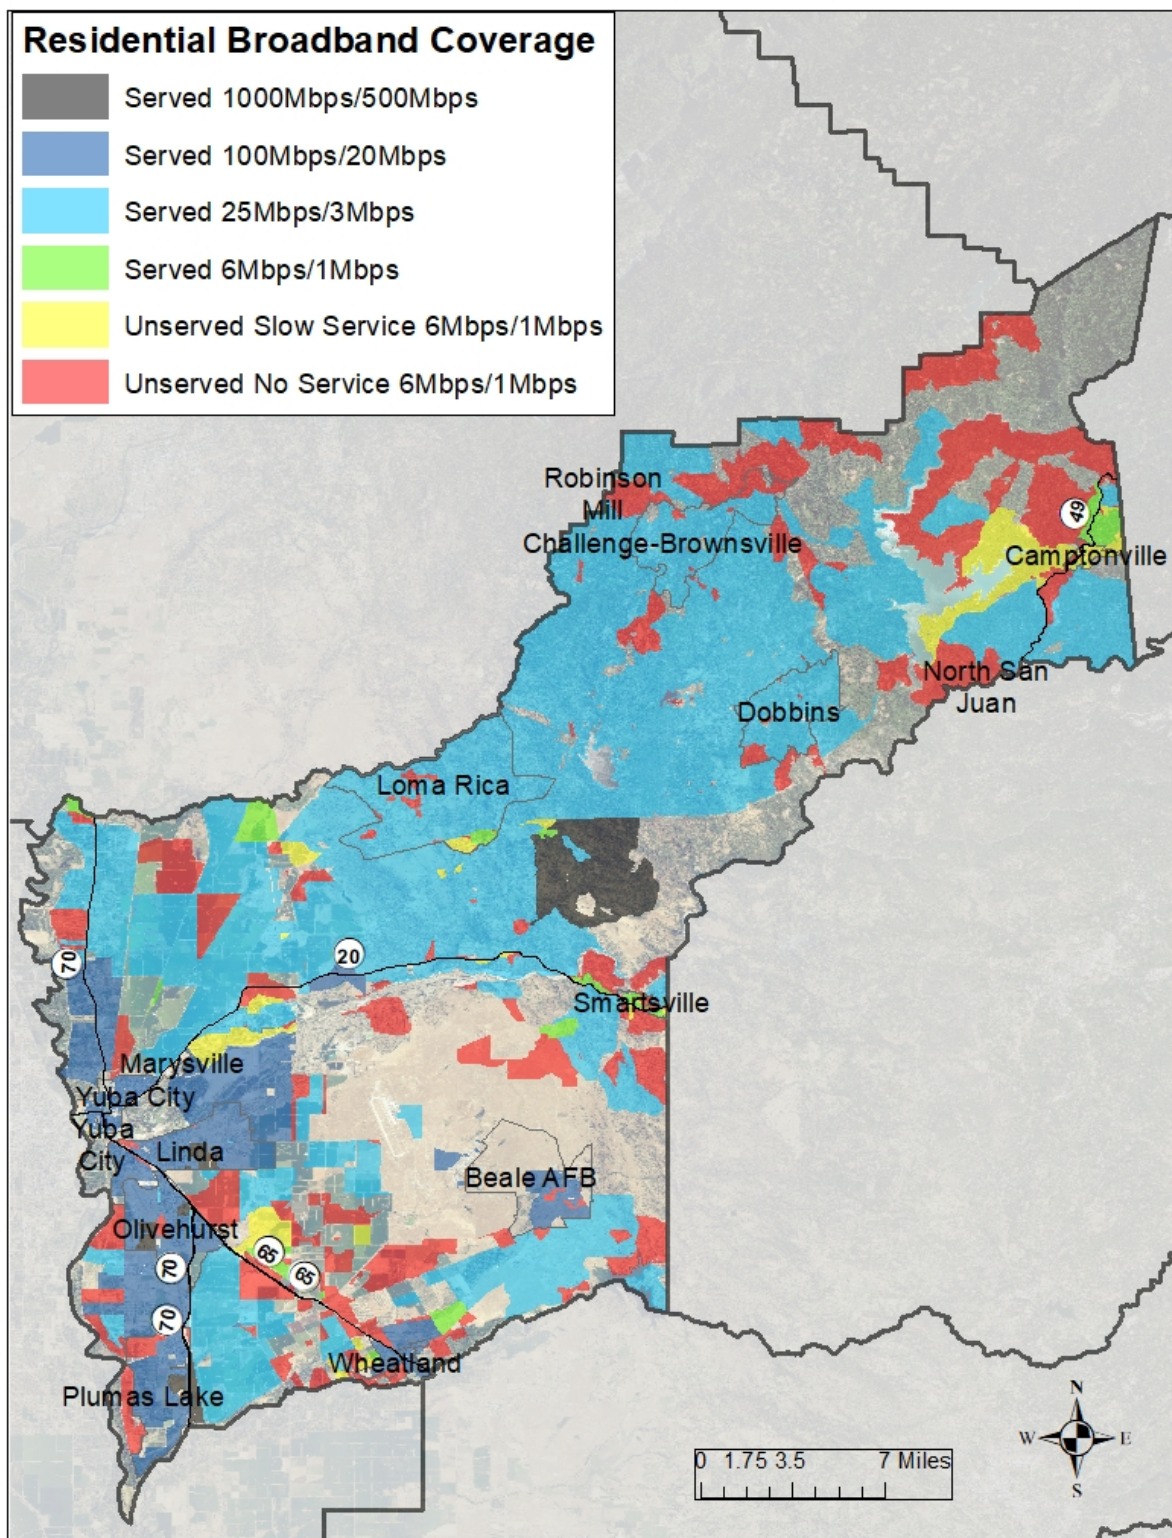 Residential Broadband Coverage
Served 1000Mbps/500Mbps
Served 100Mbps/20Mbps
Served 25Mbps/3Mbps
Served 6Mbps/1Mbps
Unserved Slow Service 6Mbps/1Mbps
Unserved No Service 6Mbps/1Mbps
Robinson
Mill
49
Challenge-Brownsville
Camptonville
North San
Juan
Dobbins
Loma Rica
70
20
Smartsville
Marysville
Yuba City
Yuba
City
Linda
Beale AFB
Olivehurst
65
70
65
70
Wheatland
Plumas Lake
N
W
E
S
0 1.75 3.5 7 Miles